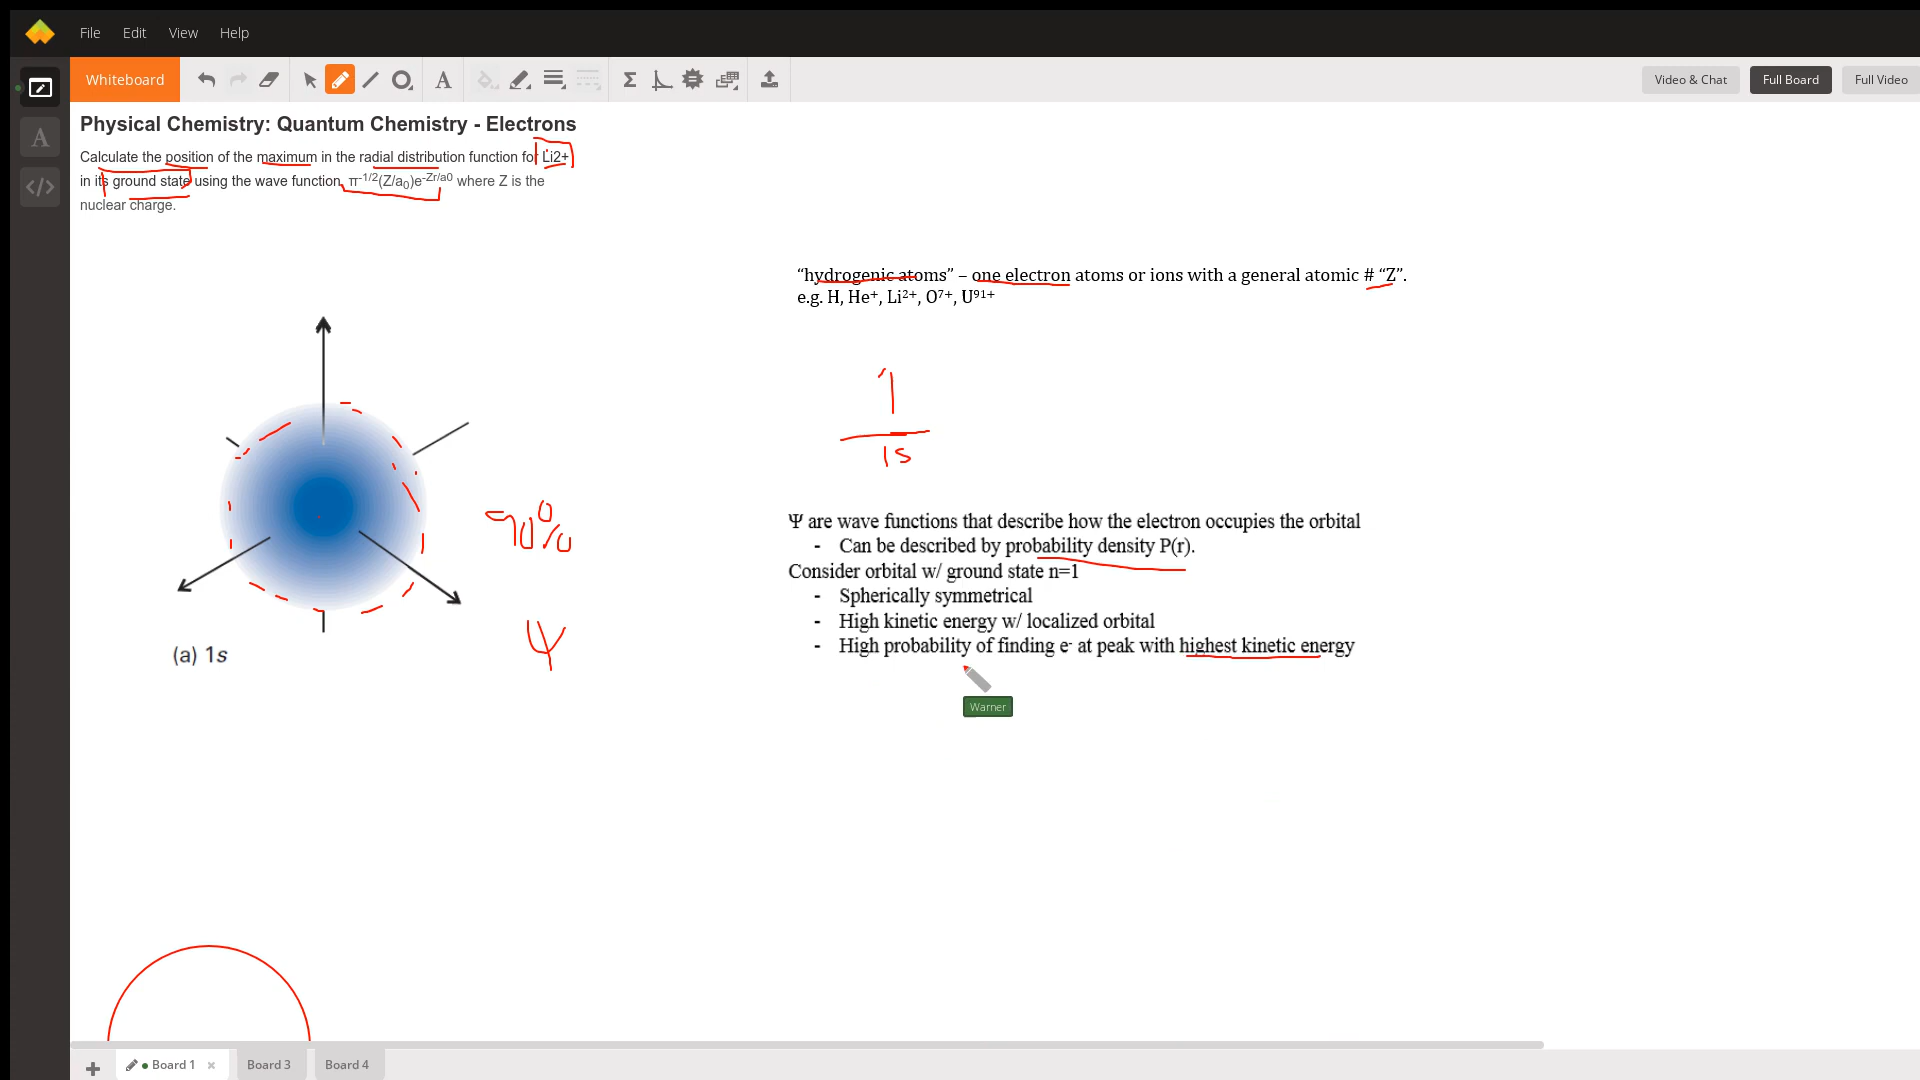 File Edit View Help
Whiteboard
A
Σ
Video & Chat Full Board Full Video
A
</>
Physical Chemistry: Quantum Chemistry - Electrons
Calculate the position of the maximum in the radial distribution function for Li2+
in its ground state using the wave function, π-1/2(Z/a0)e-Zr/a0 where Z is the
nuclear charge.
“hydrogenic atoms” – one electron atoms or ions with a general atomic # “Z”.
e.g. H, He⁺, Li²⁺, O⁷⁺, U⁹¹⁺
1
1s
90%
Ψ
(a) 1s
Ψ are wave functions that describe how the electron occupies the orbital
- Can be described by probability density P(r).
Consider orbital w/ ground state n=1
- Spherically symmetrical
- High kinetic energy w/ localized orbital
- High probability of finding e- at peak with highest kinetic energy
Warner
+ Board 1 × Board 3 Board 4